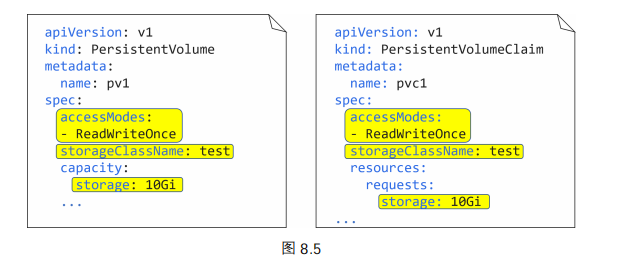 apiVersion: v1
kind: PersistentVolume
metadata:
  name: pv1
spec:
  accessModes:
  - ReadWriteOnce
  storageClassName: test
  capacity:
    storage: 10Gi
  ...
apiVersion: v1
kind: PersistentVolumeClaim
metadata:
  name: pvc1
spec:
  accessModes:
  - ReadWriteOnce
  storageClassName: test
  resources:
    requests:
      storage: 10Gi
...
图 8.5